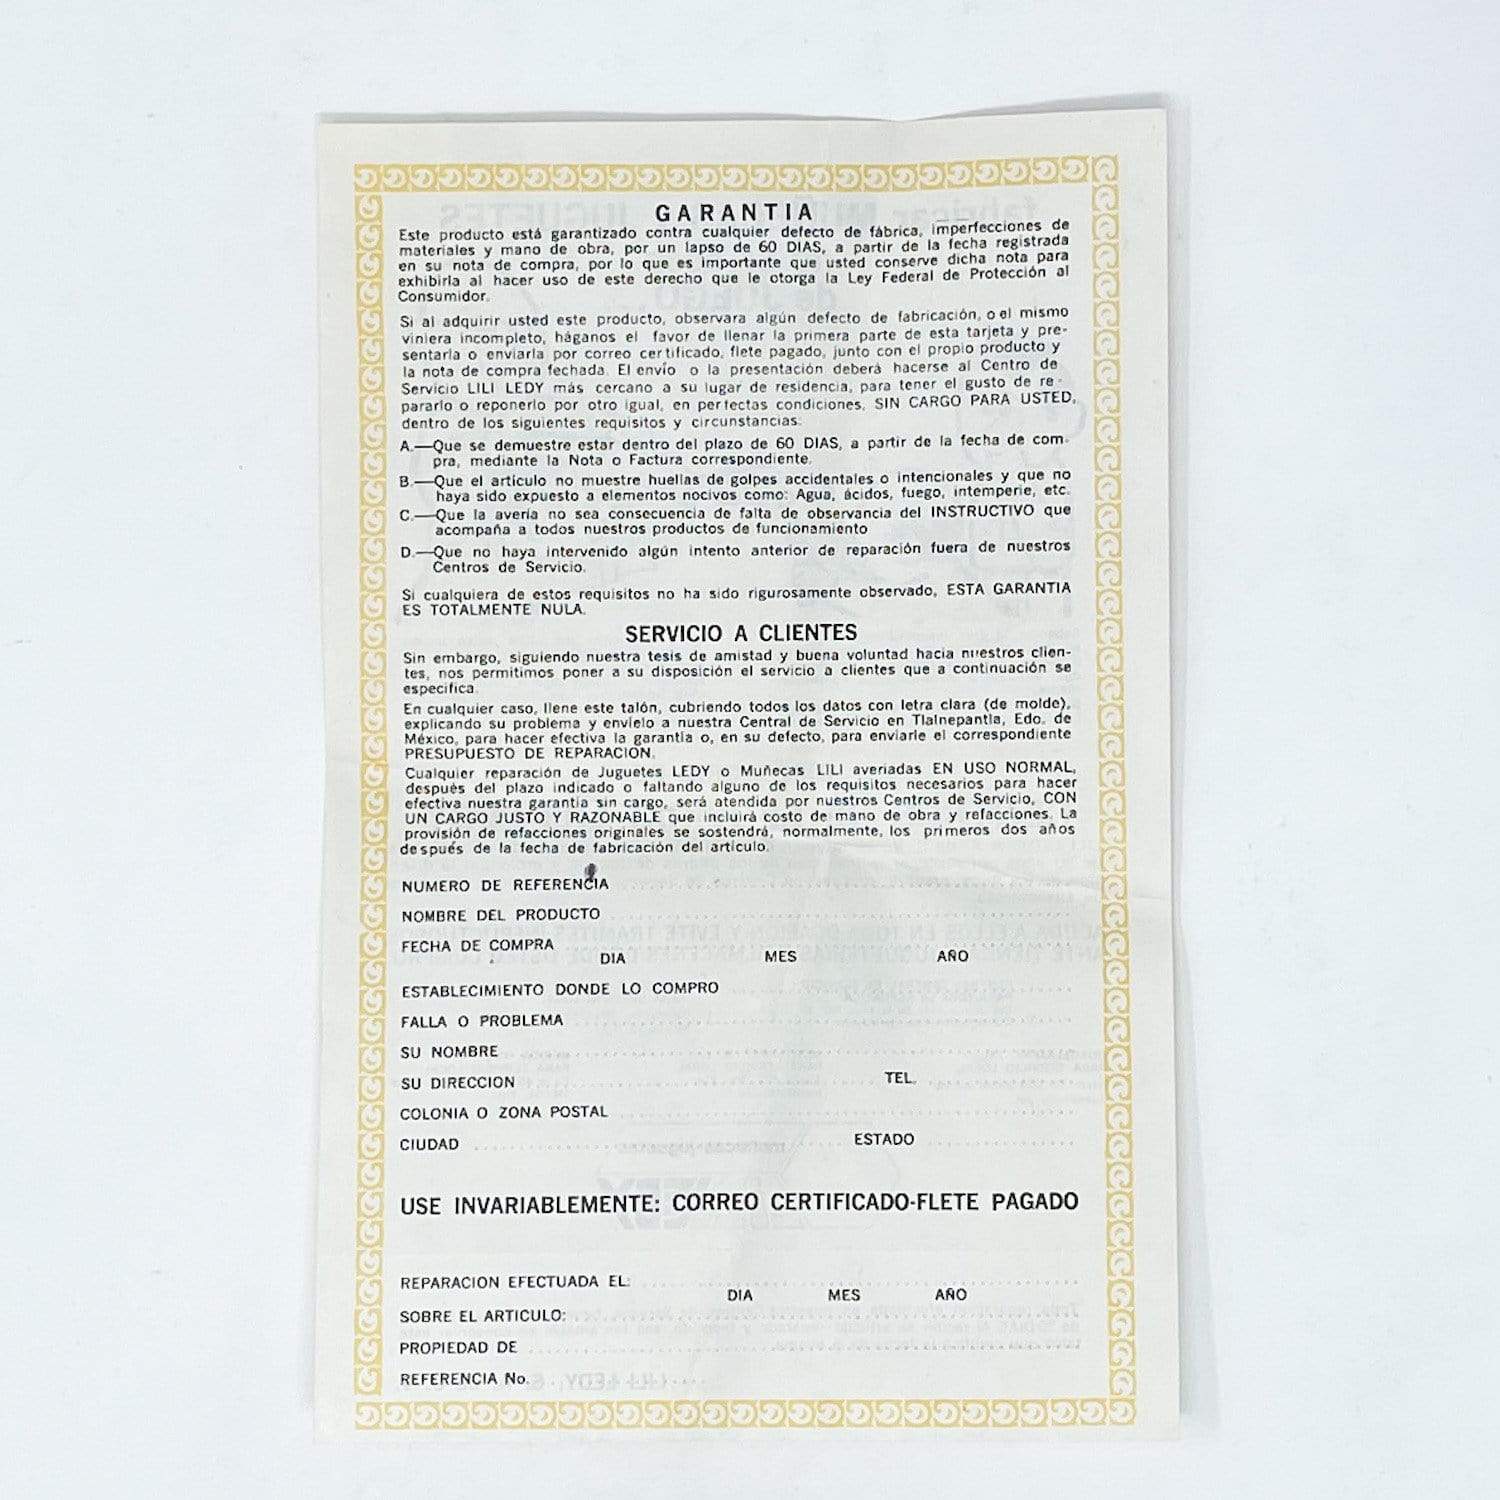 GARANTIA
Este producto está garantizado contra cualquier defecto de fábrica, imperfecciones de
materiales y mano de obra, por un lapso de 60 DIAS, a partir de la fecha registrada
en su nota de compra, por lo que es importante que usted conserve dicha nota para
exhibirla al hacer uso de este derecho que le otorga la Ley Federal de Protección al
Consumidor.
Si al adquirir usted este producto, observara algún defecto de fabricación, o el mismo
viniera incompleto, háganos el favor de llenar la primera parte de esta tarjeta y pre-
sentarla o enviarla por correo certificado, flete pagado, junto con el propio producto y
la nota de compra fechada. El envío o la presentación deberá hacerse al Centro de
Servicio LILI LEDY más cercano a su lugar de residencia, para tener el gusto de re-
pararlo o reponerlo por otro igual, en perfectas condiciones, SIN CARGO PARA USTED,
dentro de los siguientes requisitos y circunstancias:
A.—Que se demuestre estar dentro del plazo de 60 DIAS, a partir de la fecha de com-
pra, mediante la Nota o Factura correspondiente.
B.—Que el artículo no muestre huellas de golpes accidentales o intencionales y que no
haya sido expuesto a elementos nocivos como: Agua, ácidos, fuego, intemperie, etc.
C.—Que la avería no sea consecuencia de falta de observancia del INSTRUCTIVO que
acompaña a todos nuestros productos de funcionamiento
D.—Que no haya intervenido algún intento anterior de reparación fuera de nuestros
Centros de Servicio.
Si cualquiera de estos requisitos no ha sido rigurosamente observado, ESTA GARANTIA
ES TOTALMENTE NULA.
SERVICIO A CLIENTES
Sin embargo, siguiendo nuestra tesis de amistad y buena voluntad hacia nuestros clien-
tes, nos permitimos poner a su disposición el servicio a clientes que a continuación se
especifica.
En cualquier caso, llene este talón, cubriendo todos los datos con letra clara (de molde),
explicando su problema y envíelo a nuestra Central de Servicio en Tlalnepantla, Edo. de
México, para hacer efectiva la garantía o, en su defecto, para enviarle el correspondiente
PRESUPUESTO DE REPARACION.
Cualquier reparación de Juguetes LEDY o Muñecas LILI averiadas EN USO NORMAL,
después del plazo indicado o faltando alguno de los requisitos necesarios para hacer
efectiva nuestra garantía sin cargo, será atendida por nuestros Centros de Servicio, CON
UN CARGO JUSTO Y RAZONABLE que incluirá costo de mano de obra y refacciones. La
provisión de refacciones originales se sostendrá, normalmente, los primeros dos años
después de la fecha de fabricación del artículo.
NUMERO DE REFERENCIA
NOMBRE DEL PRODUCTO
FECHA DE COMPRA
DIA MES AÑO
ESTABLECIMIENTO DONDE LO COMPRO
FALLA O PROBLEMA
SU NOMBRE
SU DIRECCION TEL.
COLONIA O ZONA POSTAL
CIUDAD ESTADO
USE INVARIABLEMENTE: CORREO CERTIFICADO-FLETE PAGADO
REPARACION EFECTUADA EL:
DIA MES AÑO
SOBRE EL ARTICULO:
PROPIEDAD DE
REFERENCIA No.